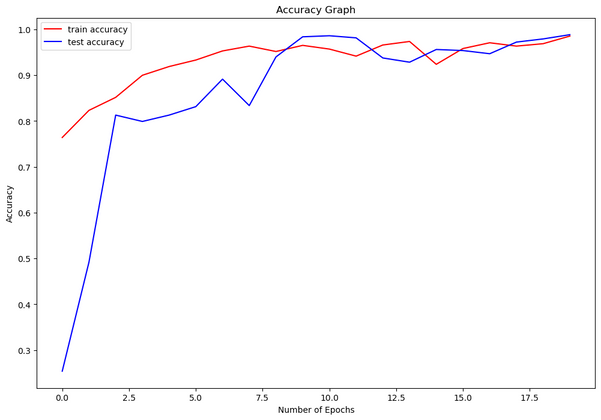 Accuracy Graph
train accuracy
test accuracy
1.0
0.9
0.8
0.7
0.6
0.5
0.4
0.3
Accuracy
0.0 2.5 5.0 7.5 10.0 12.5 15.0 17.5
Number of Epochs